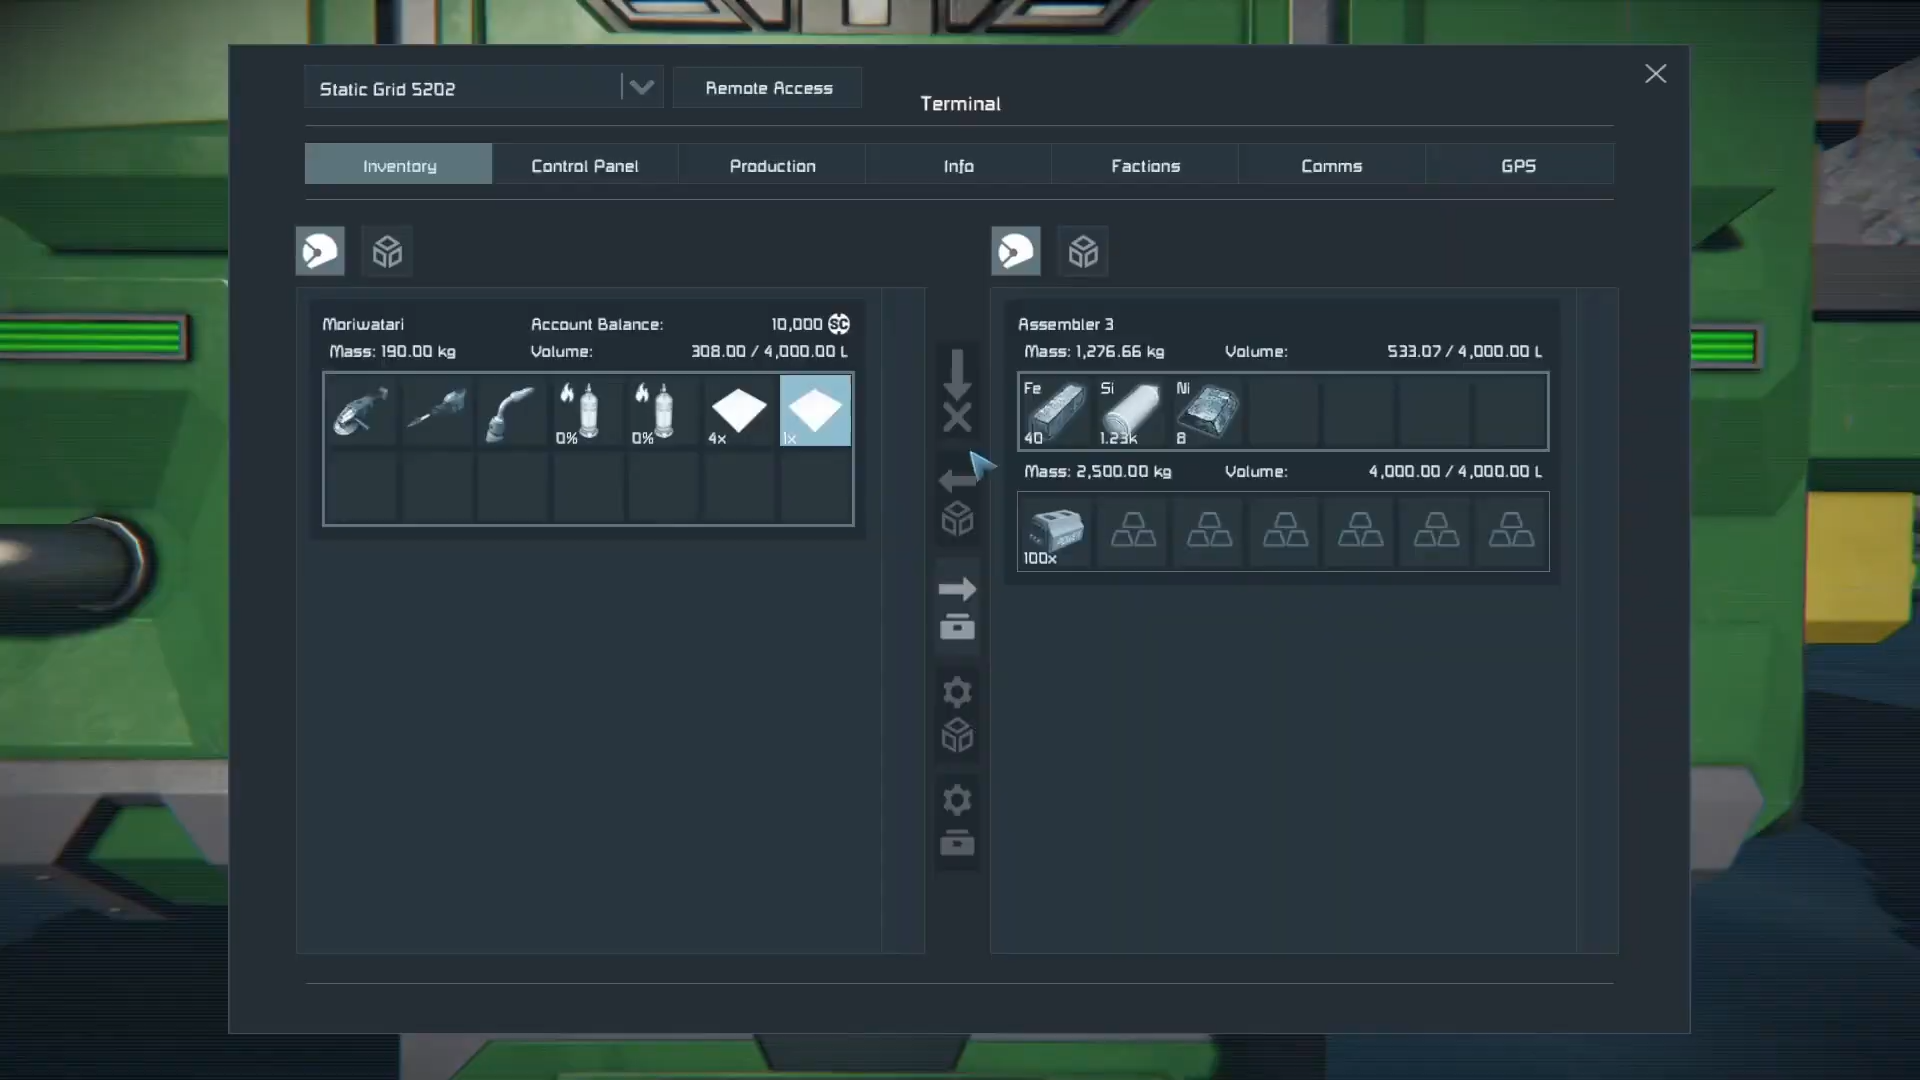 Static Grid 5202
Remote Access
Terminal
Inventory
Control Panel
Production
Info
Factions
Comms
GPS
Moriwatari
Account Balance:
10,000 SC
Mass: 190.00 kg
Volume:
308.00 / 4,000.00 L
0%
0%
4x
1x
Assembler 3
Mass: 1,276.66 kg
Volume:
533.07 / 4,000.00 L
Fe
Si
Ni
40
1.23k
8
Mass: 2,500.00 kg
Volume:
4,000.00 / 4,000.00 L
POWER
100x